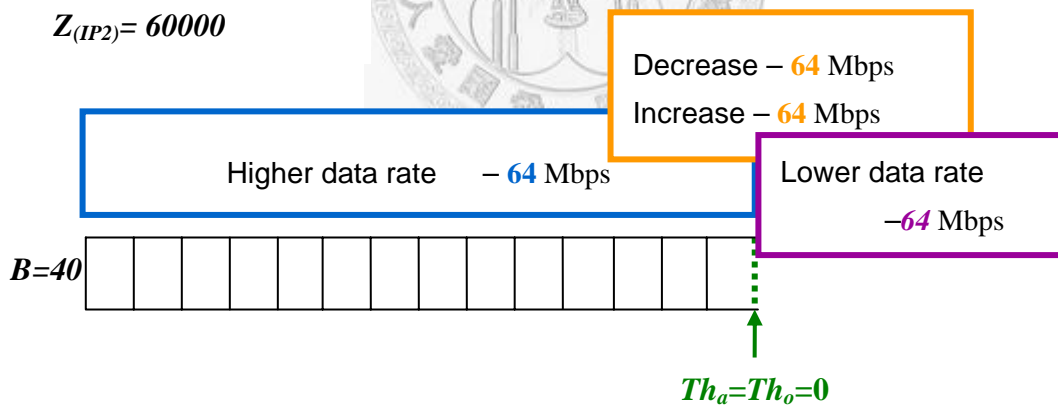 Z(IP2)= 60000
Decrease – 64 Mbps
Increase – 64 Mbps
Higher data rate – 64 Mbps
Lower data rate
–64 Mbps
B=40
Tha=Tho=0